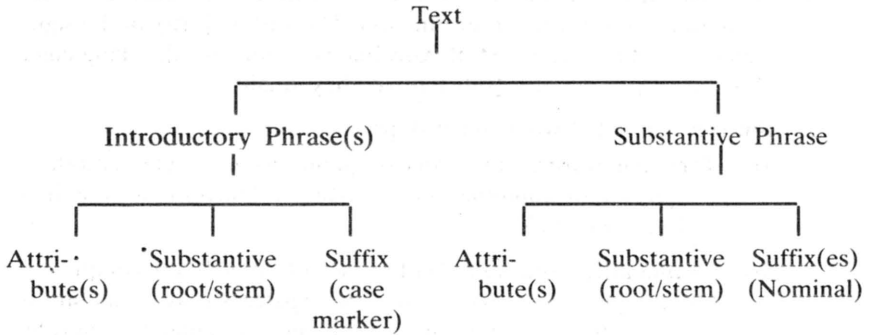 Text
Introductory Phrase(s) Substantive Phrase
Attri- Substantive Suffix Attri- Substantive Suffix(es)
bute(s) (root/stem) (case bute(s) (root/stem) (Nominal)
marker)